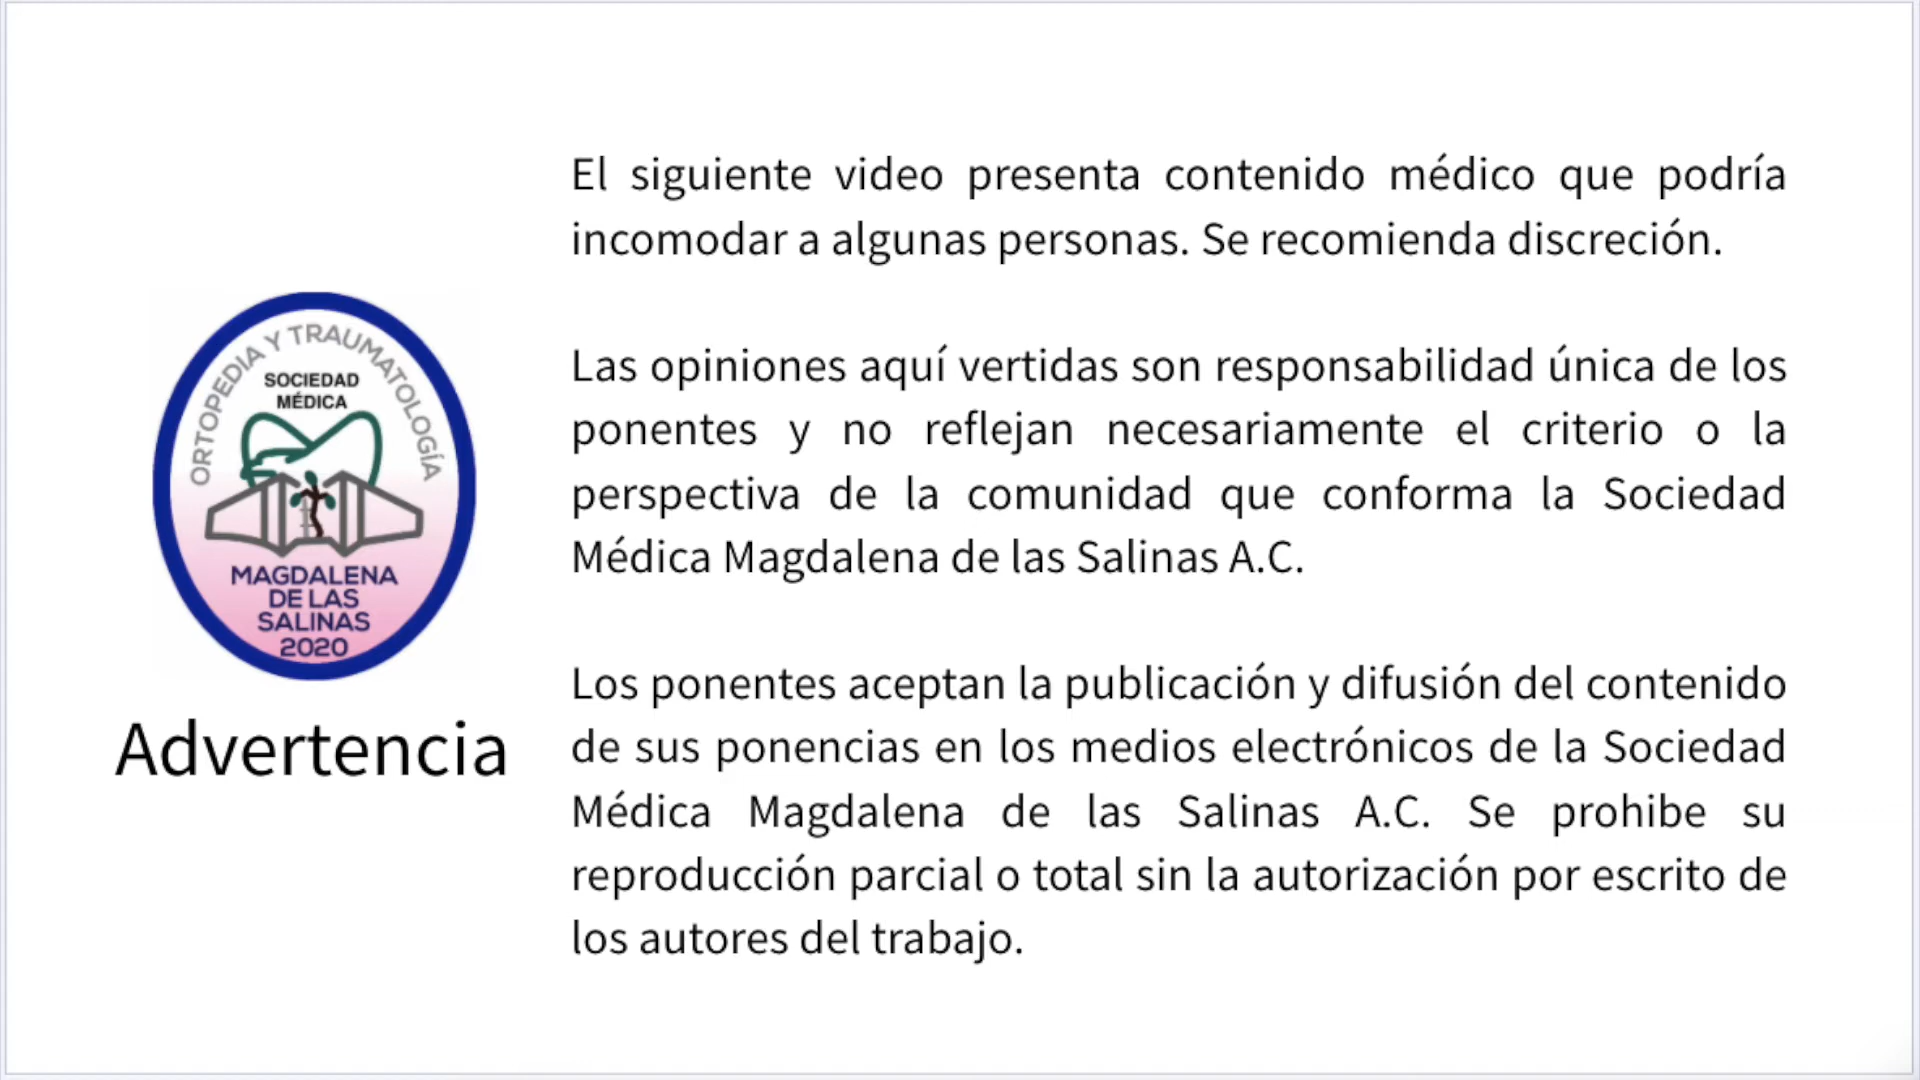 ORTOPEDIA Y TRAUMATOLOGÍA
SOCIEDAD
MÉDICA
MAGDALENA
DE LAS
SALINAS
2020
Advertencia
El siguiente video presenta contenido médico que podría
incomodar a algunas personas. Se recomienda discreción.
Las opiniones aquí vertidas son responsabilidad única de los
ponentes y no reflejan necesariamente el criterio o la
perspectiva de la comunidad que conforma la Sociedad
Médica Magdalena de las Salinas A.C.
Los ponentes aceptan la publicación y difusión del contenido
de sus ponencias en los medios electrónicos de la Sociedad
Médica Magdalena de las Salinas A.C. Se prohibe su
reproducción parcial o total sin la autorización por escrito de
los autores del trabajo.